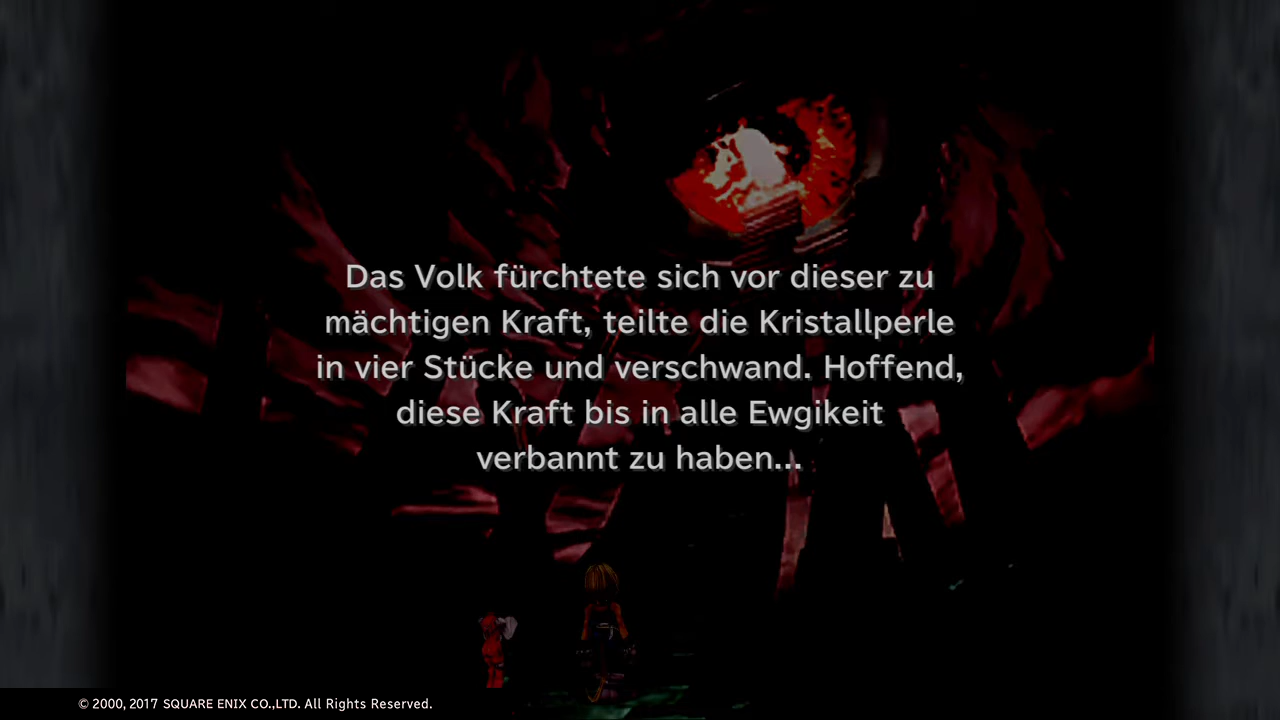 Das Volk fürchtete sich vor dieser zu
mächtigen Kraft, teilte die Kristallperle
in vier Stücke und verschwand. Hoffend,
diese Kraft bis in alle Ewgikeit
verbannt zu haben...
© 2000, 2017 SQUARE ENIX CO.,LTD. All Rights Reserved.